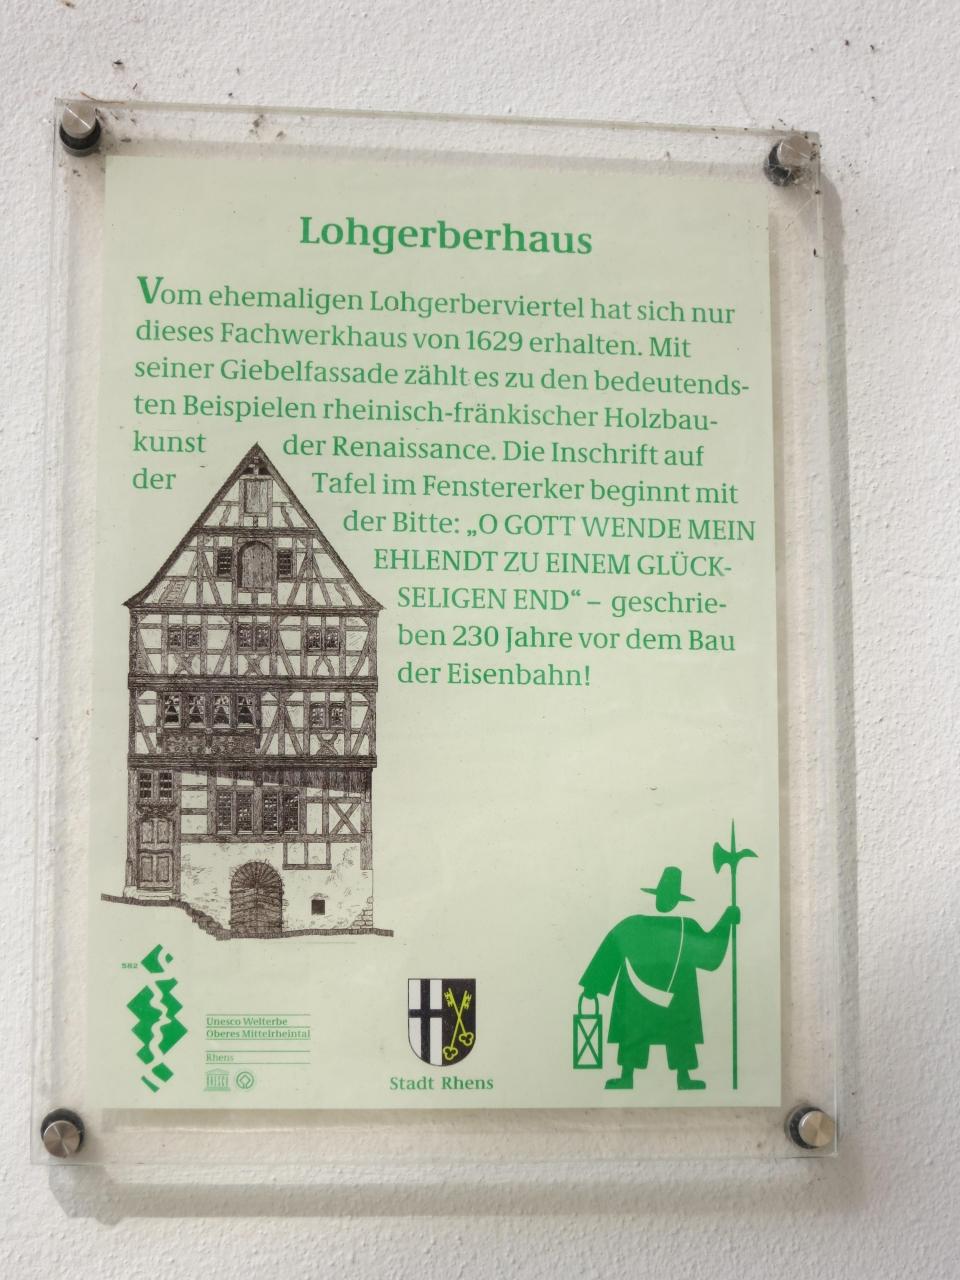 Lohgerberhaus
Vom ehemaligen Lohgerberviertel hat sich nur
dieses Fachwerkhaus von 1629 erhalten. Mit
seiner Giebelfassade zählt es zu den bedeutends-
ten Beispielen rheinisch-fränkischer Holzbau-
kunst der Renaissance. Die Inschrift auf
der Tafel im Fenstererker beginnt mit
der Bitte: „O GOTT WENDE MEIN
EHLENDT ZU EINEM GLÜCK-
SELIGEN END“ – geschrie-
ben 230 Jahre vor dem Bau
der Eisenbahn!
582
Unesco Welterbe
Oberes Mittelrheintal
Rhens
UNESCO
Stadt Rhens